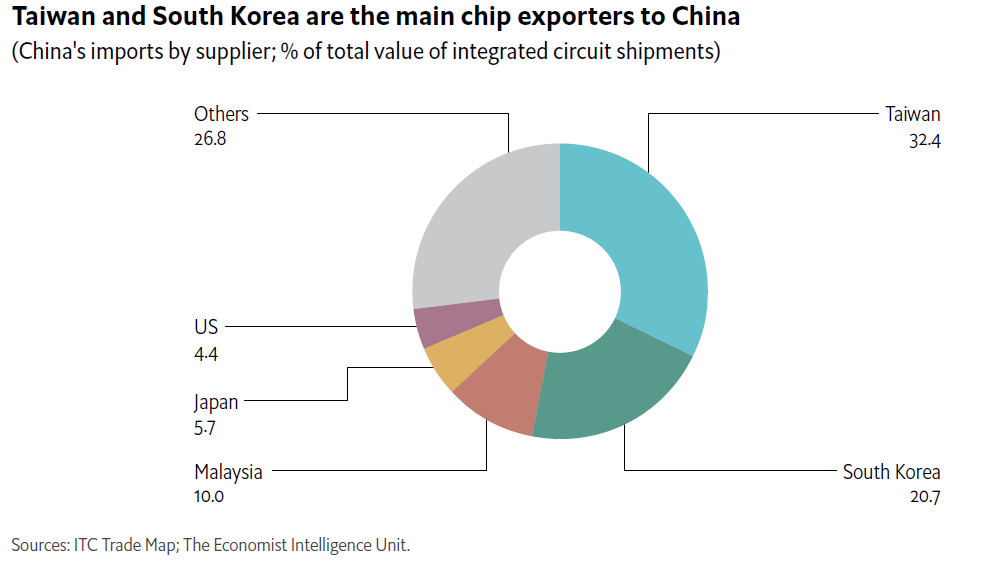 Taiwan and South Korea are the main chip exporters to China
(China's imports by supplier; % of total value of integrated circuit shipments)
Others
26.8
Taiwan
32.4
US
4.4
Japan
5.7
Malaysia
10.0
South Korea
20.7
Sources: ITC Trade Map; The Economist Intelligence Unit.